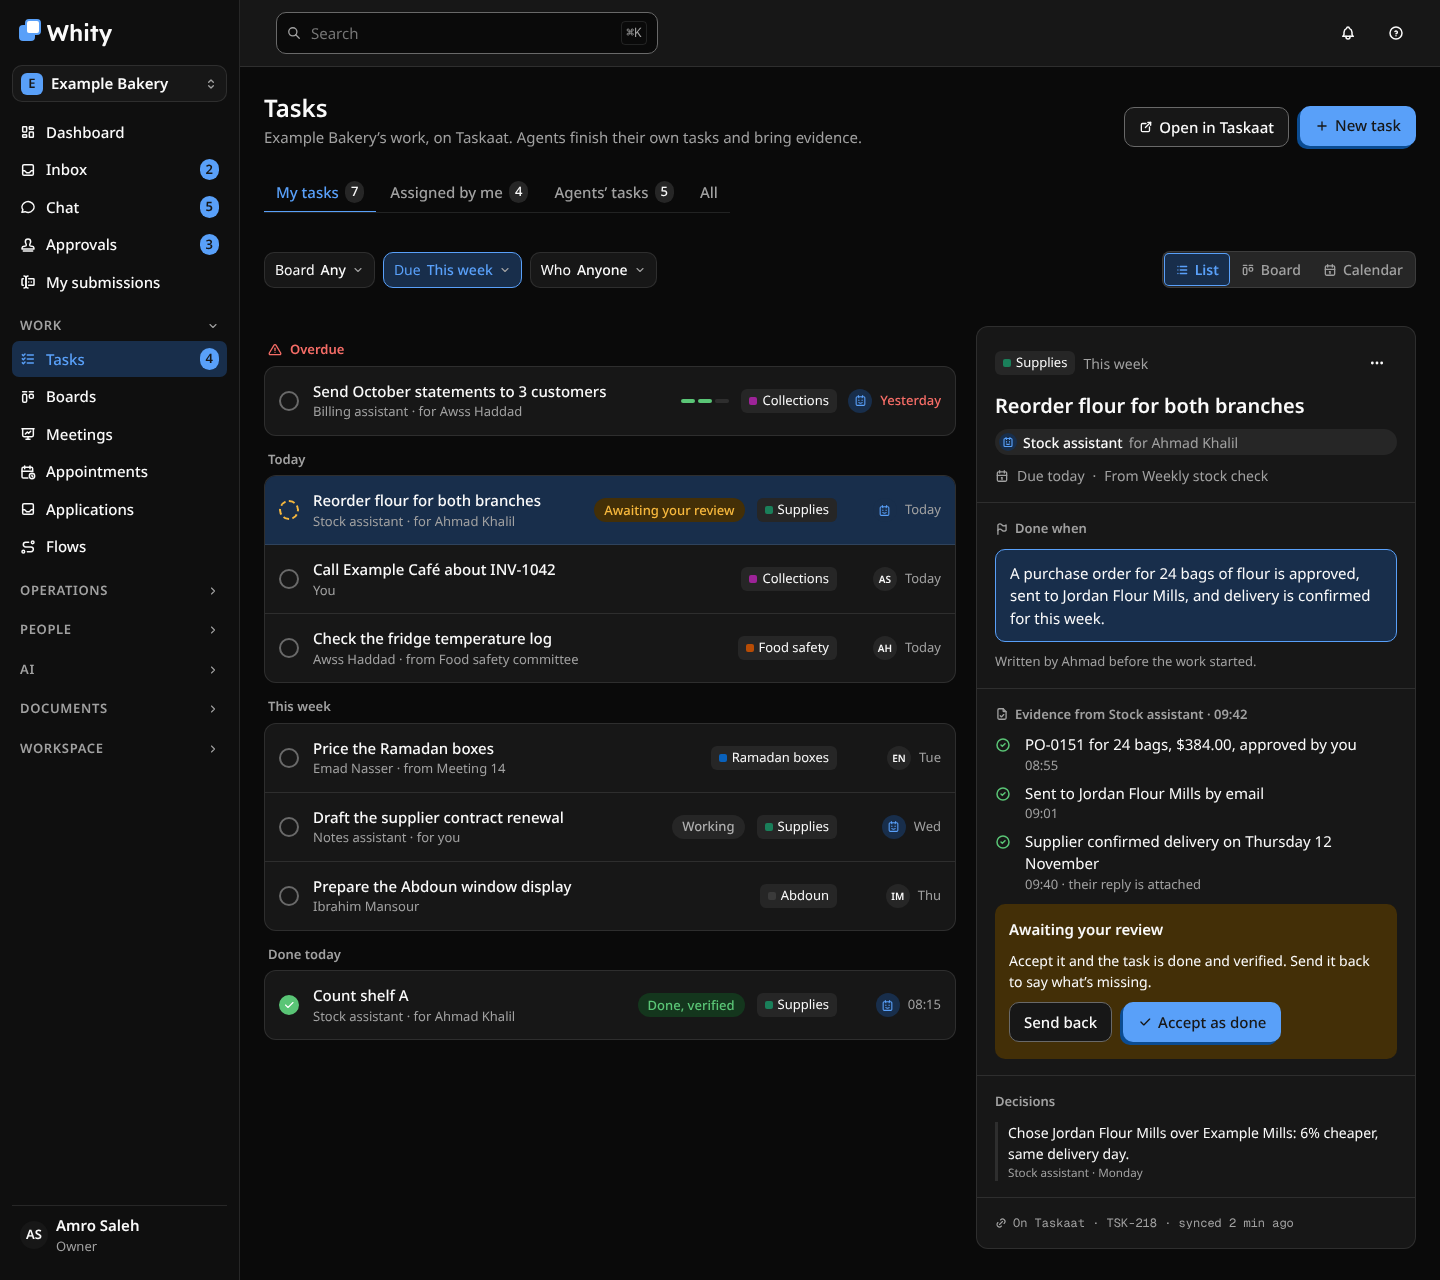 Whity
Search
⌘K
E Example Bakery
Dashboard
Inbox 2
Chat 5
Approvals 3
My submissions
WORK
Tasks 4
Boards
Meetings
Appointments
Applications
Flows
OPERATIONS
PEOPLE
AI
DOCUMENTS
WORKSPACE
AS Amro Saleh
Owner
Tasks
Example Bakery’s work, on Taskaat. Agents finish their own tasks and bring evidence.
Open in Taskaat
New task
My tasks 7 Assigned by me 4 Agents’ tasks 5 All
Board Any Due This week Who Anyone
List Board Calendar
Overdue
Send October statements to 3 customers
Billing assistant · for Awss Haddad
Collections Yesterday
Today
Reorder flour for both branches
Stock assistant · for Ahmad Khalil
Awaiting your review Supplies Today
Call Example Café about INV-1042
You
Collections AS Today
Check the fridge temperature log
Awss Haddad · from Food safety committee
Food safety AH Today
This week
Price the Ramadan boxes
Emad Nasser · from Meeting 14
Ramadan boxes EN Tue
Draft the supplier contract renewal
Notes assistant · for you
Working Supplies Wed
Prepare the Abdoun window display
Ibrahim Mansour
Abdoun IM Thu
Done today
Count shelf A
Stock assistant · for Ahmad Khalil
Done, verified Supplies 08:15
Supplies This week
Reorder flour for both branches
Stock assistant for Ahmad Khalil
Due today · From Weekly stock check
Done when
A purchase order for 24 bags of flour is approved,
sent to Jordan Flour Mills, and delivery is confirmed
for this week.
Written by Ahmad before the work started.
Evidence from Stock assistant · 09:42
PO-0151 for 24 bags, $384.00, approved by you
08:55
Sent to Jordan Flour Mills by email
09:01
Supplier confirmed delivery on Thursday 12
November
09:40 · their reply is attached
Awaiting your review
Accept it and the task is done and verified. Send it back
to say what’s missing.
Send back Accept as done
Decisions
Chose Jordan Flour Mills over Example Mills: 6% cheaper,
same delivery day.
Stock assistant · Monday
On Taskaat · TSK-218 · synced 2 min ago